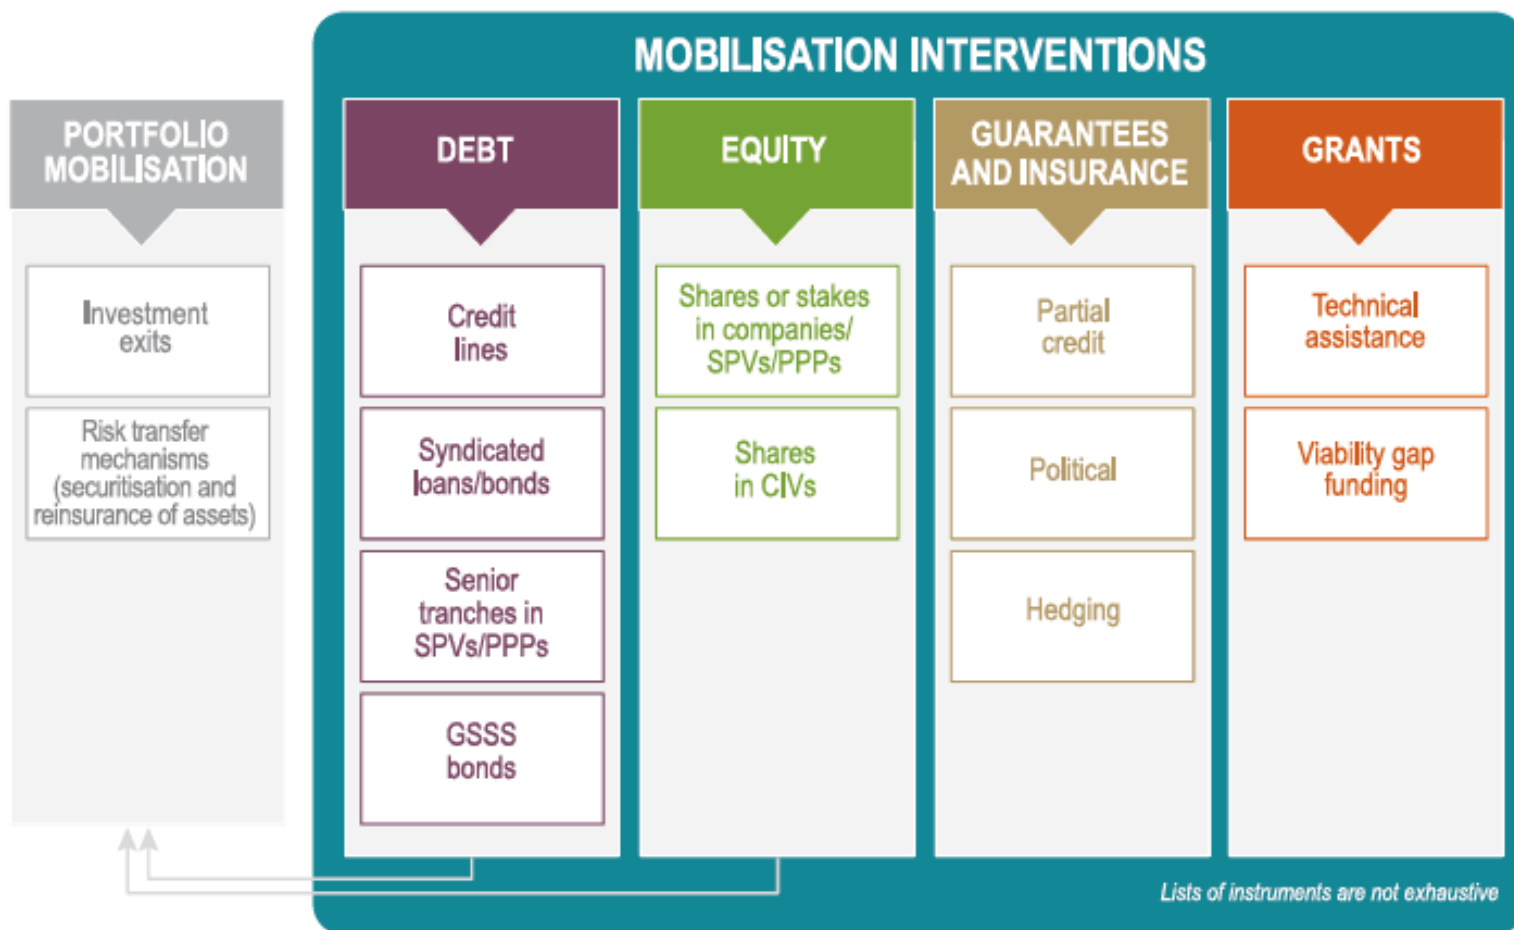 MOBILISATION INTERVENTIONS
PORTFOLIO
MOBILISATION
Investment
exits
Risk transfer
mechanisms
(securitisation and
reinsurance of assets)
DEBT
Credit
lines
Syndicated
loans/bonds
Senior
tranches in
SPVs/PPPs
GSSS
bonds
EQUITY
Shares or stakes
in companies/
SPVs/PPPs
Shares
in CIVs
GUARANTEES
AND INSURANCE
Partial
credit
Political
Hedging
GRANTS
Technical
assistance
Viability gap
funding
Lists of instruments are not exhaustive